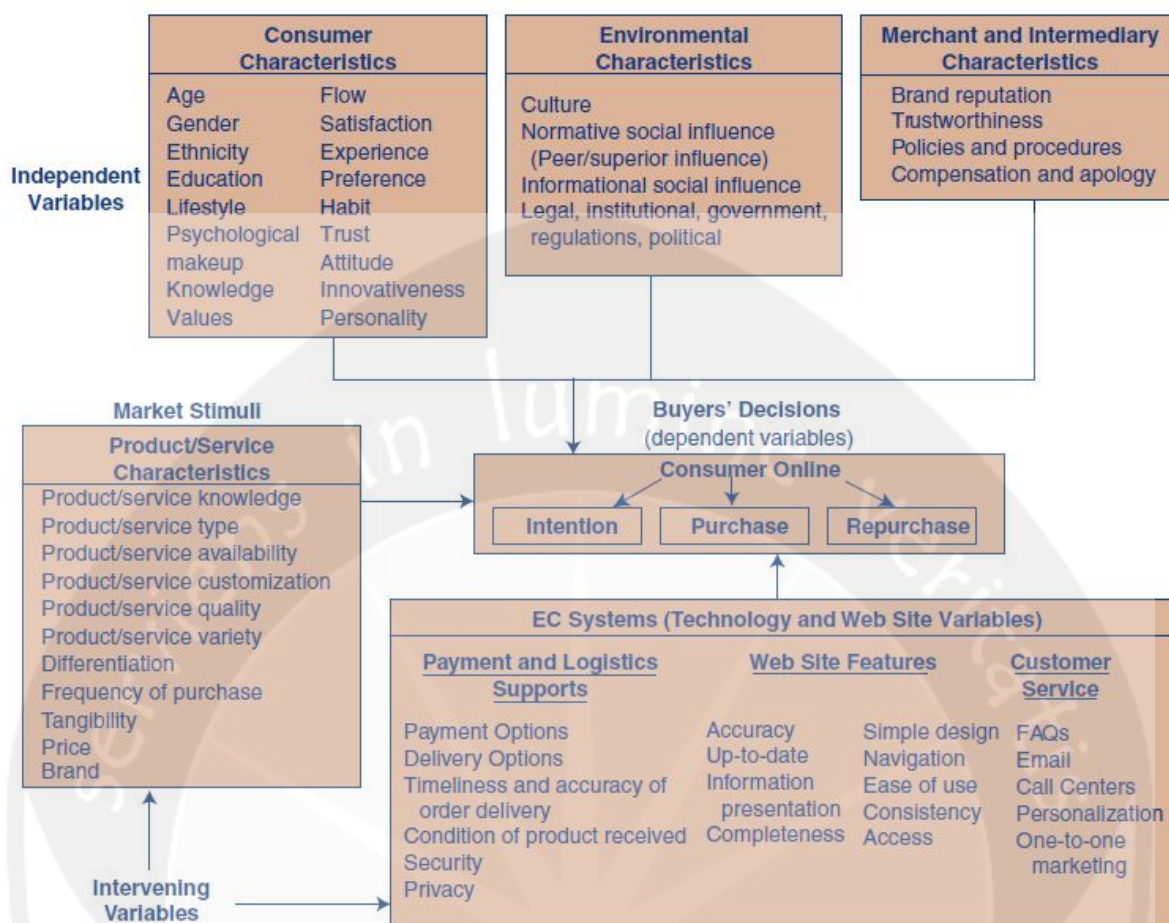 Consumer
Characteristics
Age
Gender
Ethnicity
Education
Lifestyle
Psychological
makeup
Knowledge
Values
Flow
Satisfaction
Experience
Preference
Habit
Trust
Attitude
Innovativeness
Personality
Environmental
Characteristics
Culture
Normative social influence
(Peer/superior influence)
Informational social influence
Legal, institutional, government,
regulations, political
Merchant and Intermediary
Characteristics
Brand reputation
Trustworthiness
Policies and procedures
Compensation and apology
Independent
Variables
Market Stimuli
Product/Service
Characteristics
Product/service knowledge
Product/service type
Product/service availability
Product/service customization
Product/service quality
Product/service variety
Differentiation
Frequency of purchase
Tangibility
Price
Brand
Buyers' Decisions
(dependent variables)
Consumer Online
Intention
Purchase
Repurchase
EC Systems (Technology and Web Site Variables)
Payment and Logistics
Supports
Payment Options
Delivery Options
Timeliness and accuracy of
order delivery
Condition of product received
Security
Privacy
Web Site Features
Accuracy
Up-to-date
Information
presentation
Completeness
Simple design
Navigation
Ease of use
Consistency
Access
Customer
Service
FAQs
Email
Call Centers
Personalization
One-to-one
marketing
Intervening
Variables
serviens in lumine veritatis